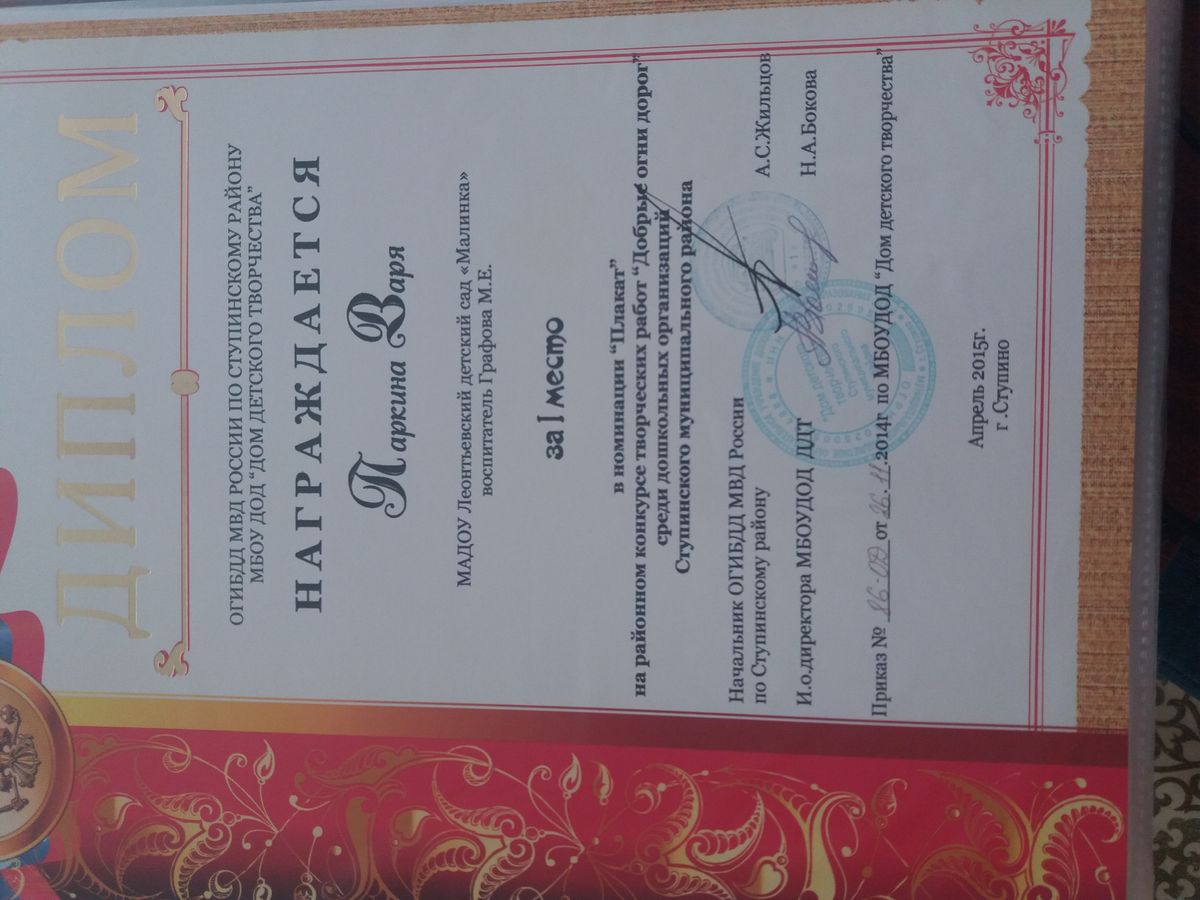 ДИПЛОМ
ОГИБДД МВД РОССИИ ПО СТУПИНСКОМУ РАЙОНУ
МБОУ ДОД “ДОМ ДЕТСКОГО ТВОРЧЕСТВА”
НАГРАЖДАЕТСЯ
Паркина Варя
МАДОУ Леонтьевский детский сад «Малинка»
воспитатель Графова М.Е.
за I место
в номинации “Плакат”
на районном конкурсе творческих работ “Добрые огни дорог”
среди дошкольных организаций
Ступинского муниципального района
Начальник ОГИБДД МВД России
по Ступинскому району А.С.Жильцов
И.о.директора МБОУДОД ДДТ Н.А.Бокова
Приказ № 86-ОД от 26.11.2014г по МБОУДОД “Дом детского творчества”
Апрель 2015г.
г .Ступино